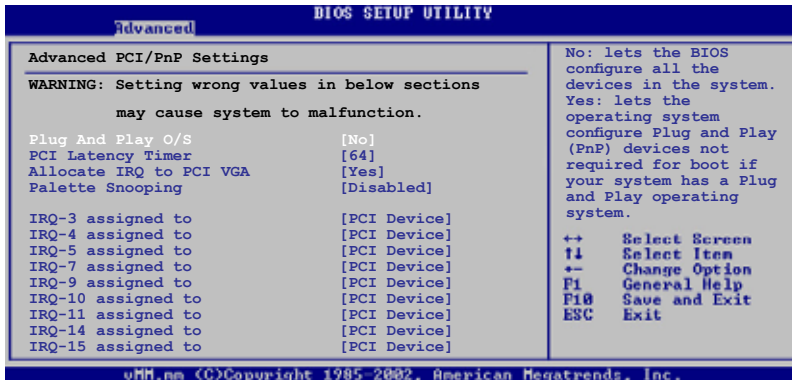 BIOS SETUP UTILITY
Advanced
Advanced PCI/PnP Settings
WARNING: Setting wrong values in below sections
may cause system to malfunction.
Plug And Play O/S [No]
PCI Latency Timer [64]
Allocate IRQ to PCI VGA [Yes]
Palette Snooping [Disabled]
IRQ-3 assigned to [PCI Device]
IRQ-4 assigned to [PCI Device]
IRQ-5 assigned to [PCI Device]
IRQ-7 assigned to [PCI Device]
IRQ-9 assigned to [PCI Device]
IRQ-10 assigned to [PCI Device]
IRQ-11 assigned to [PCI Device]
IRQ-14 assigned to [PCI Device]
IRQ-15 assigned to [PCI Device]
No: lets the BIOS
configure all the
devices in the system.
Yes: lets the
operating system
configure Plug and Play
(PnP) devices not
required for boot if
your system has a Plug
and Play operating
system.
←→ Select Screen
↑↓ Select Item
+- Change Option
F1 General Help
F10 Save and Exit
ESC Exit
vMM.mm (C)Copyright 1985-2002, American Megatrends, Inc.